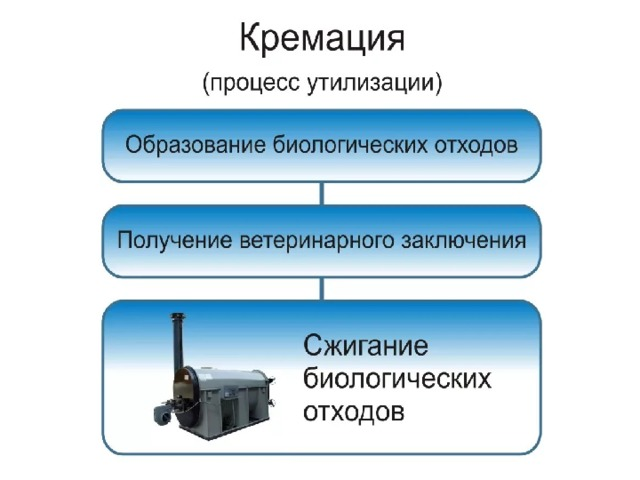 Кремация
(процесс утилизации)
Образование биологических отходов
Получение ветеринарного заключения
Сжигание
биологических
отходов